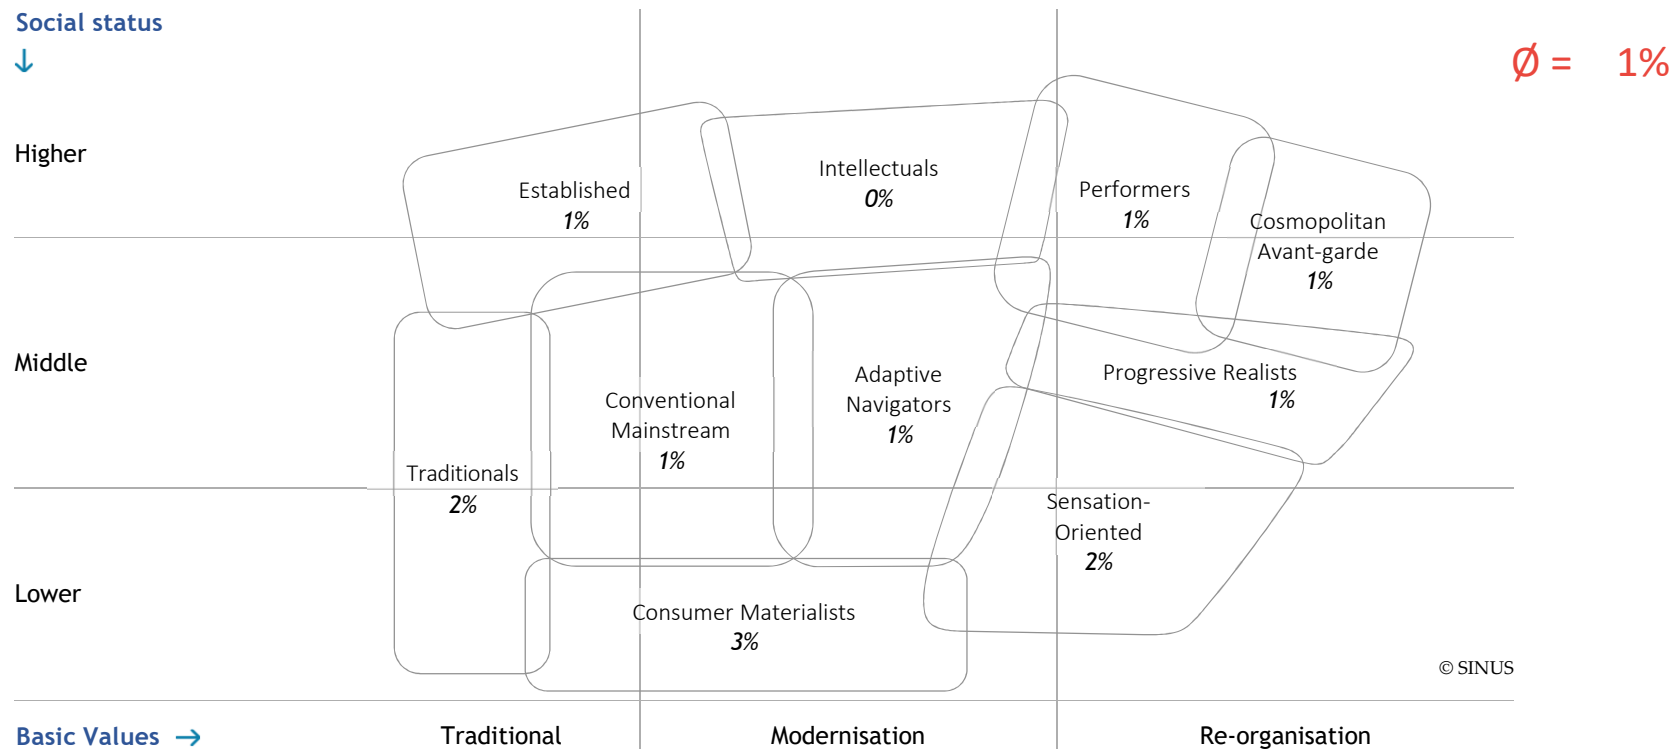 Social status
↓
Ø = 1%
Higher
Established
1%
Intellectuals
0%
Performers
1%
Cosmopolitan
Avant-garde
1%
Middle
Traditionals
2%
Conventional
Mainstream
1%
Adaptive
Navigators
1%
Progressive Realists
1%
Sensation-
Oriented
2%
Lower
Consumer Materialists
3%
© SINUS
Basic Values →
Traditional
Modernisation
Re-organisation